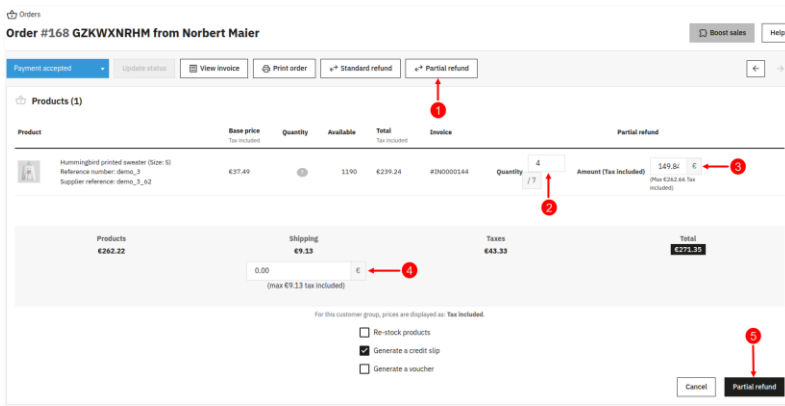 Orders
Order #168 GZKWXNRHM from Norbert Maier
Boost sales
Help
Payment accepted
Update status
View invoice
Print order
Standard refund
Partial refund
1
Products (1)
Product
Base price
Tax included
Quantity
Available
Total
Tax included
Invoice
Partial refund
Hummingbird printed sweater (Size: S)
Reference number: demo_3
Supplier reference: demo_3_62
€37.49
1190
€239.24
#IN0000144
Quantity
4
/ 7
2
Amount (Tax included)
149.84
€
(Max €262.66 Tax
included)
3
Products
€262.22
Shipping
€9.13
Taxes
€43.33
Total
€271.35
0.00
€
4
(max €9.13 tax included)
For this customer group, prices are displayed as: Tax included.
Re-stock products
Generate a credit slip
Generate a voucher
5
Cancel
Partial refund